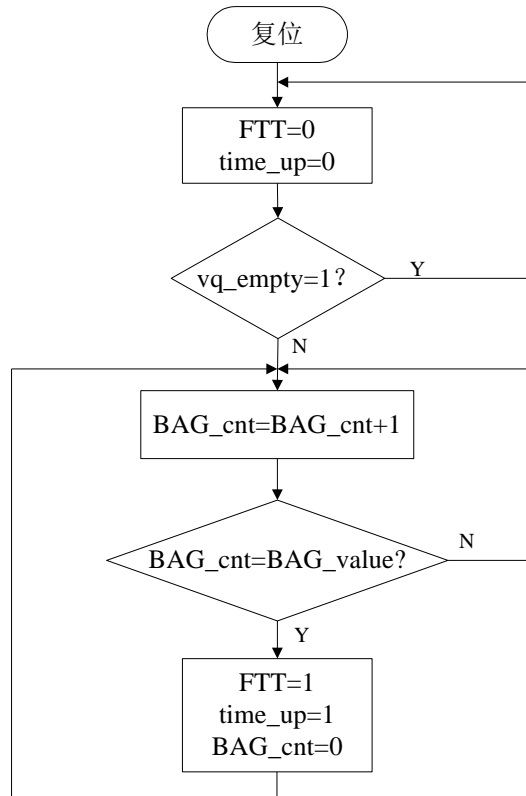 复位
FTT=0
time_up=0
vq_empty=1？
Y
N
BAG_cnt=BAG_cnt+1
BAG_cnt=BAG_value?
N
Y
FTT=1
time_up=1
BAG_cnt=0